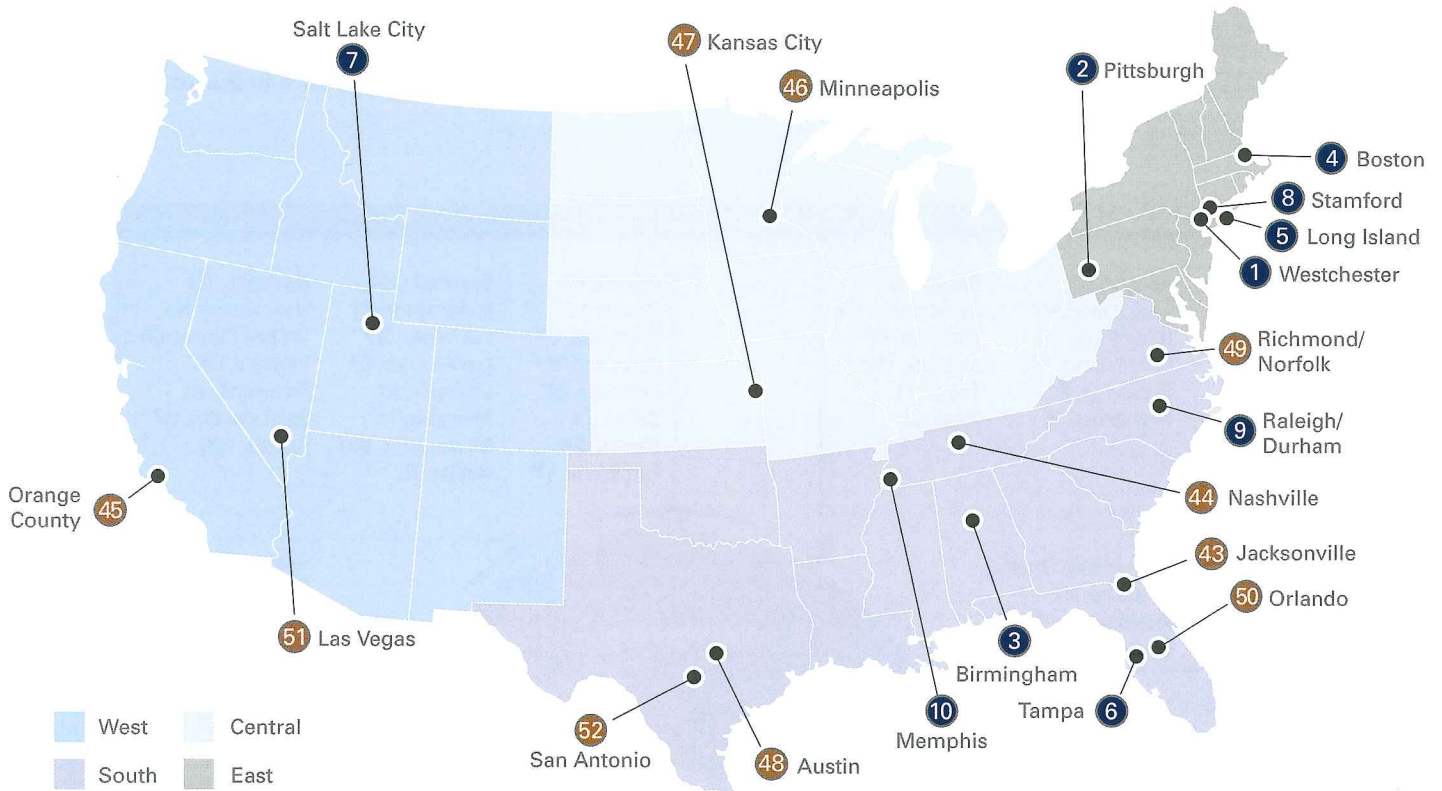 Salt Lake City
7
47 Kansas City
46 Minneapolis
2 Pittsburgh
4 Boston
8 Stamford
5 Long Island
1 Westchester
49 Richmond/
Norfolk
9 Raleigh/
Durham
44 Nashville
43 Jacksonville
50 Orlando
3
Birmingham
Tampa 6
10
Memphis
Orange
County 45
51 Las Vegas
52
San Antonio
48 Austin
West
Central
South
East